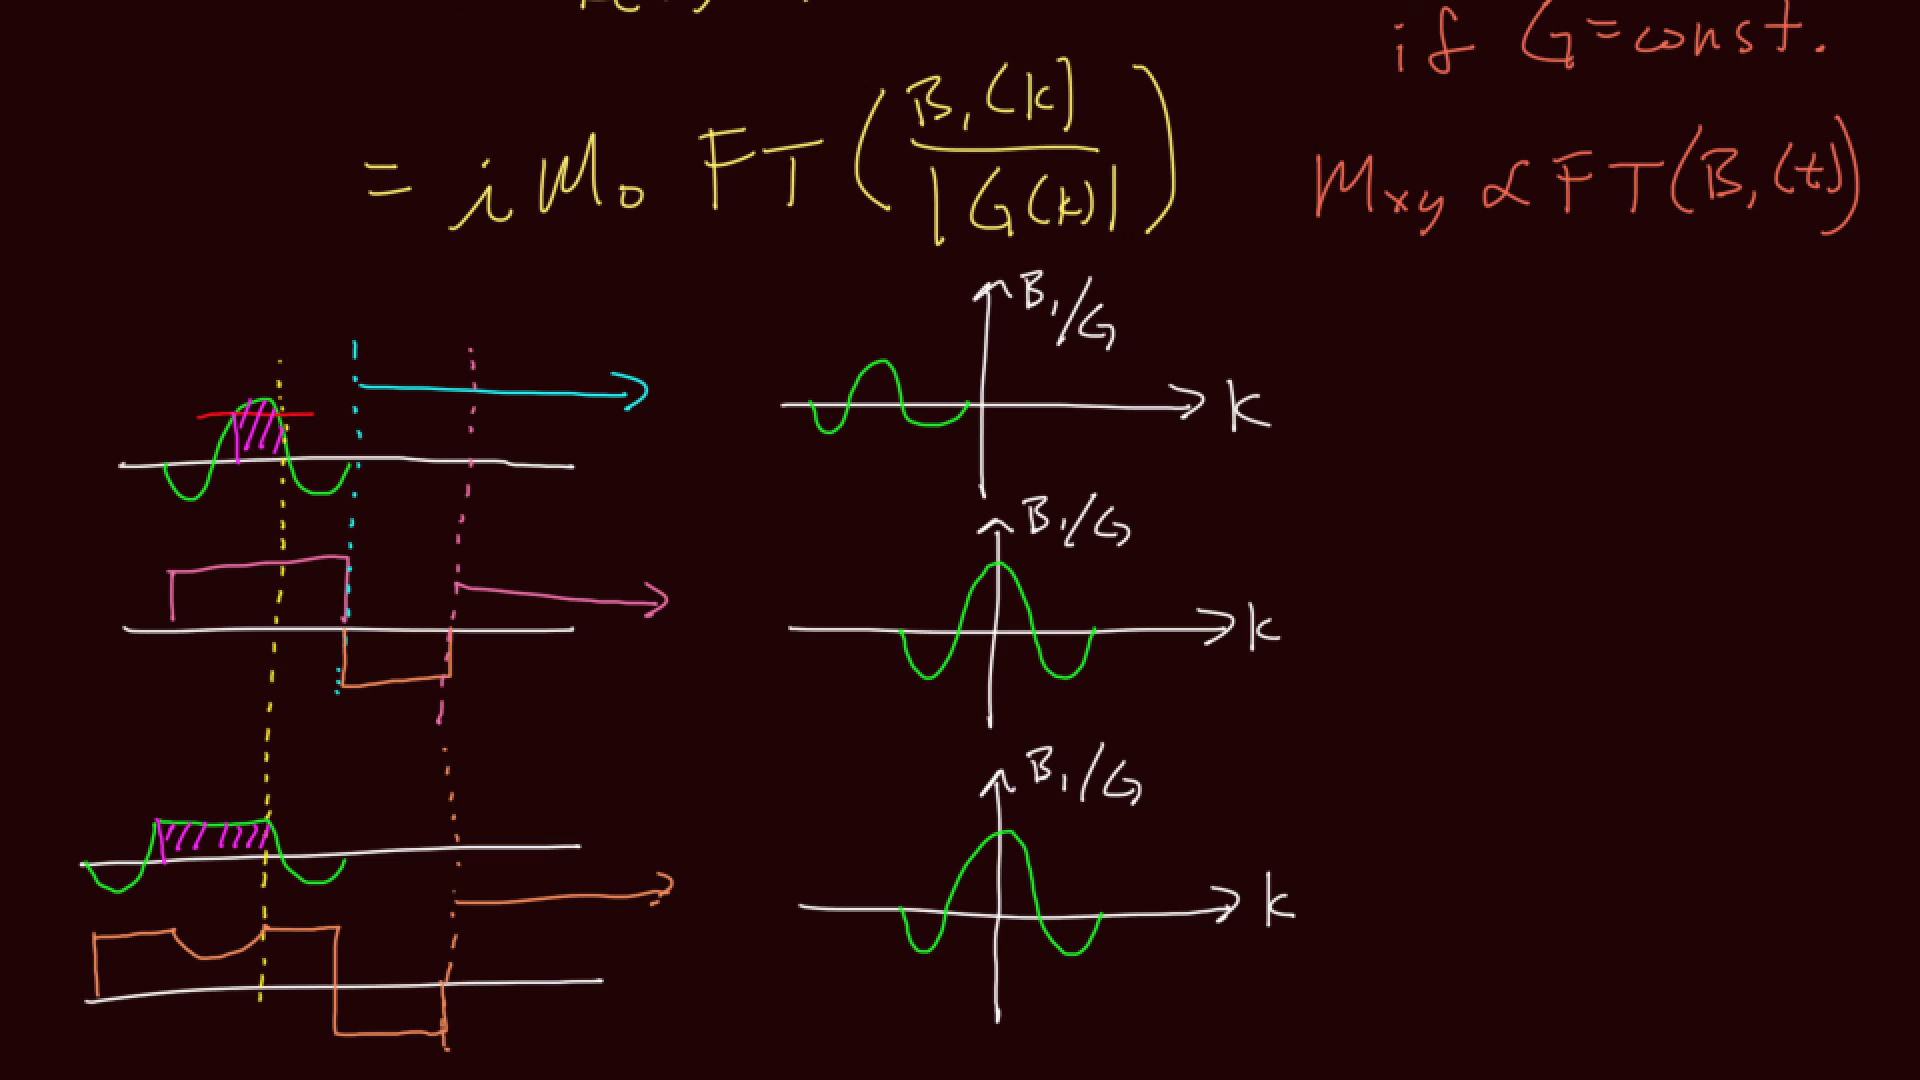 if G=const.
= i M₀ FT(B₁(k)/|G(k)|)
Mxy ∝ FT(B₁(t))
B₁/G
k
B₁/G
k
B₁/G
k